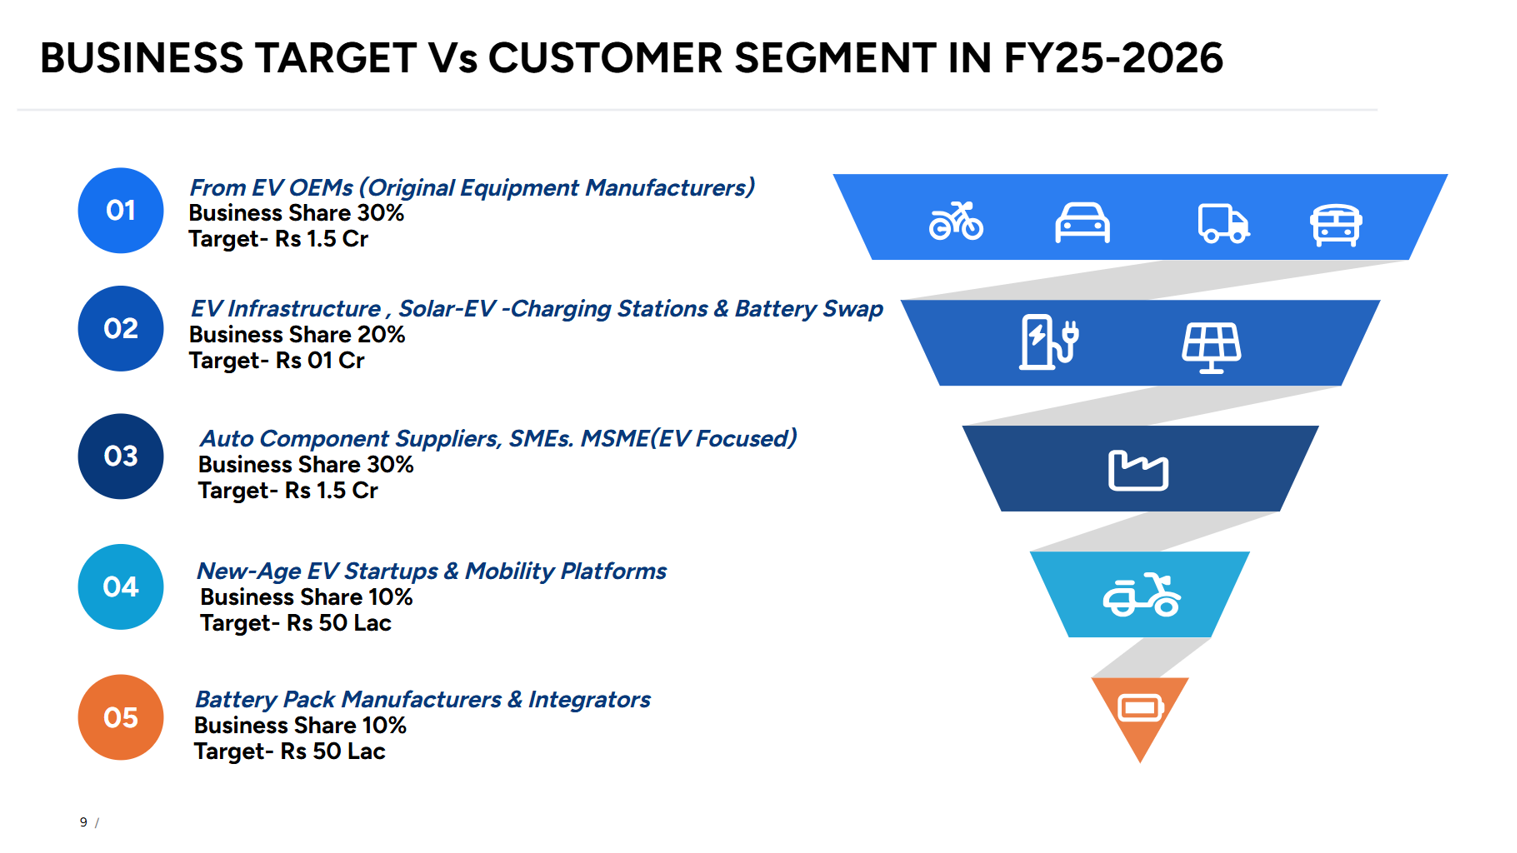 BUSINESS TARGET Vs CUSTOMER SEGMENT IN FY25-2026
01
From EV OEMs (Original Equipment Manufacturers)
Business Share 30%
Target- Rs 1.5 Cr
02
EV Infrastructure , Solar-EV -Charging Stations & Battery Swap
Business Share 20%
Target- Rs 01 Cr
03
Auto Component Suppliers, SMEs. MSME(EV Focused)
Business Share 30%
Target- Rs 1.5 Cr
04
New-Age EV Startups & Mobility Platforms
Business Share 10%
Target- Rs 50 Lac
05
Battery Pack Manufacturers & Integrators
Business Share 10%
Target- Rs 50 Lac
9 /